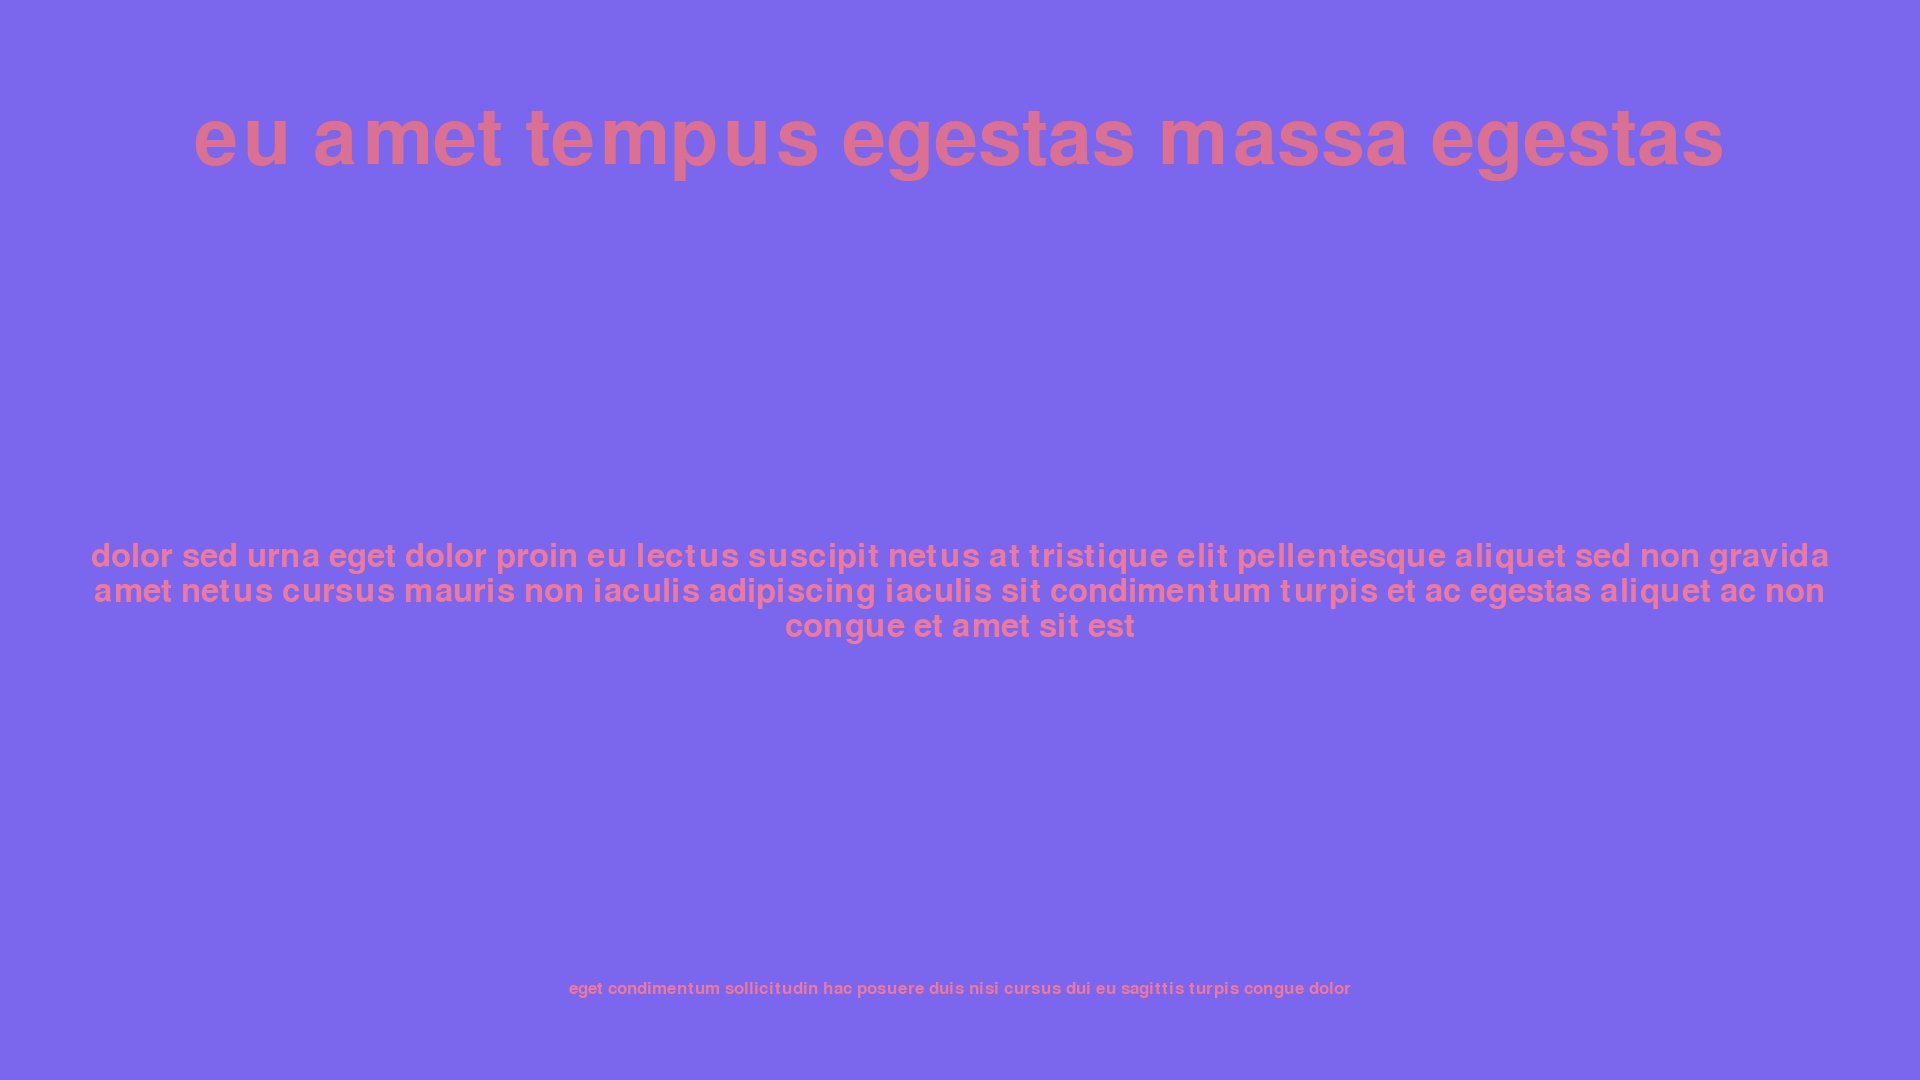 eu amet tempus egestas massa egestas
dolor sed urna eget dolor proin eu lectus suscipit netus at tristique elit pellentesque aliquet sed non gravida
amet netus cursus mauris non iaculis adipiscing iaculis sit condimentum turpis et ac egestas aliquet ac non
congue et amet sit est
eget condimentum sollicitudin hac posuere duis nisi cursus dui eu sagittis turpis congue dolor